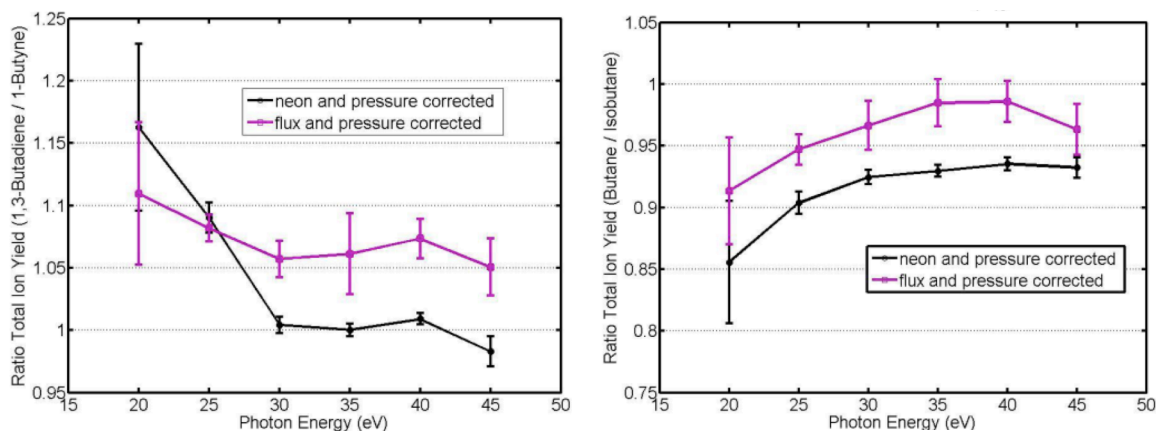 Ratio Total Ion Yield (1,3-Butadiene / 1-Butyne)
1.25
1.2
1.15
1.1
1.05
1
0.95
neon and pressure corrected
flux and pressure corrected
15 20 25 30 35 40 45 50
Photon Energy (eV)
Ratio Total Ion Yield (Butane / Isobutane)
1.05
1
0.95
0.9
0.85
0.8
0.75
neon and pressure corrected
flux and pressure corrected
15 20 25 30 35 40 45 50
Photon Energy (eV)